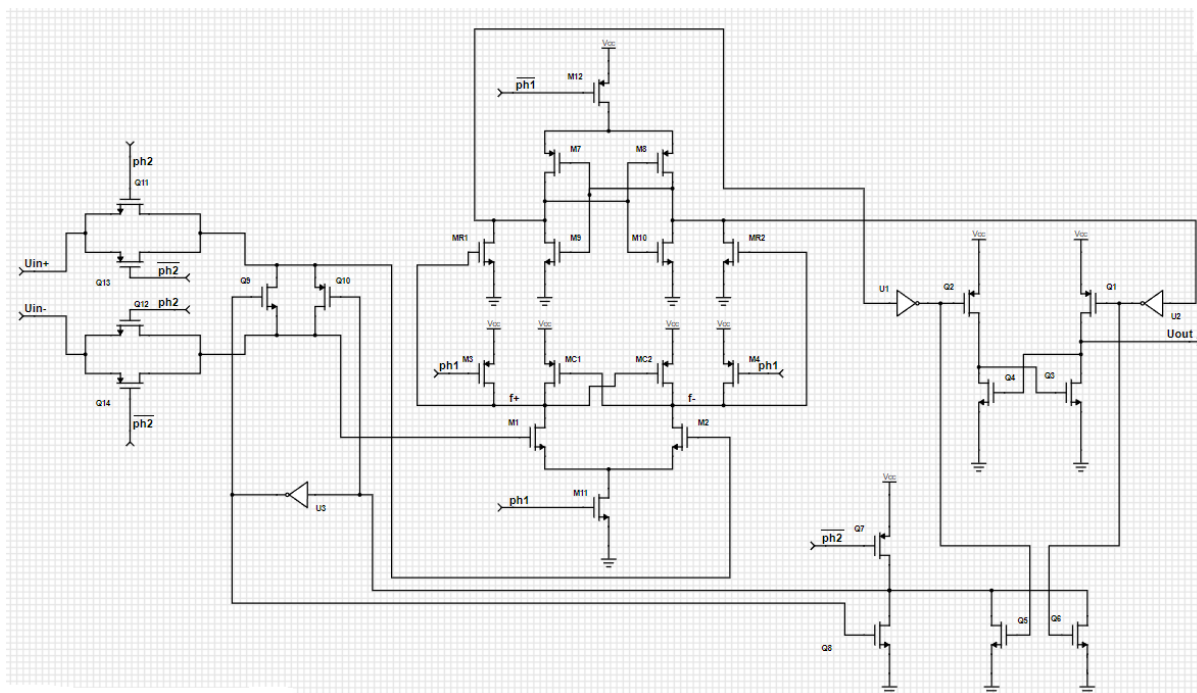 Vcc
M12
ph1
M7
M8
ph2
Q11
MR1
M9
M10
MR2
Uin+
Q13
ph2
Q9
Q10
Vcc
Vcc
U1
Q2
Q1
U2
Uin-
Q12
ph2
Uout
Vcc
Vcc
Vcc
Vcc
ph1
M3
MC1
MC2
M4
ph1
Q4
Q3
Q14
f+
f-
ph2
M1
M2
M11
ph1
U3
Vcc
ph2
Q7
Q8
Q5
Q6